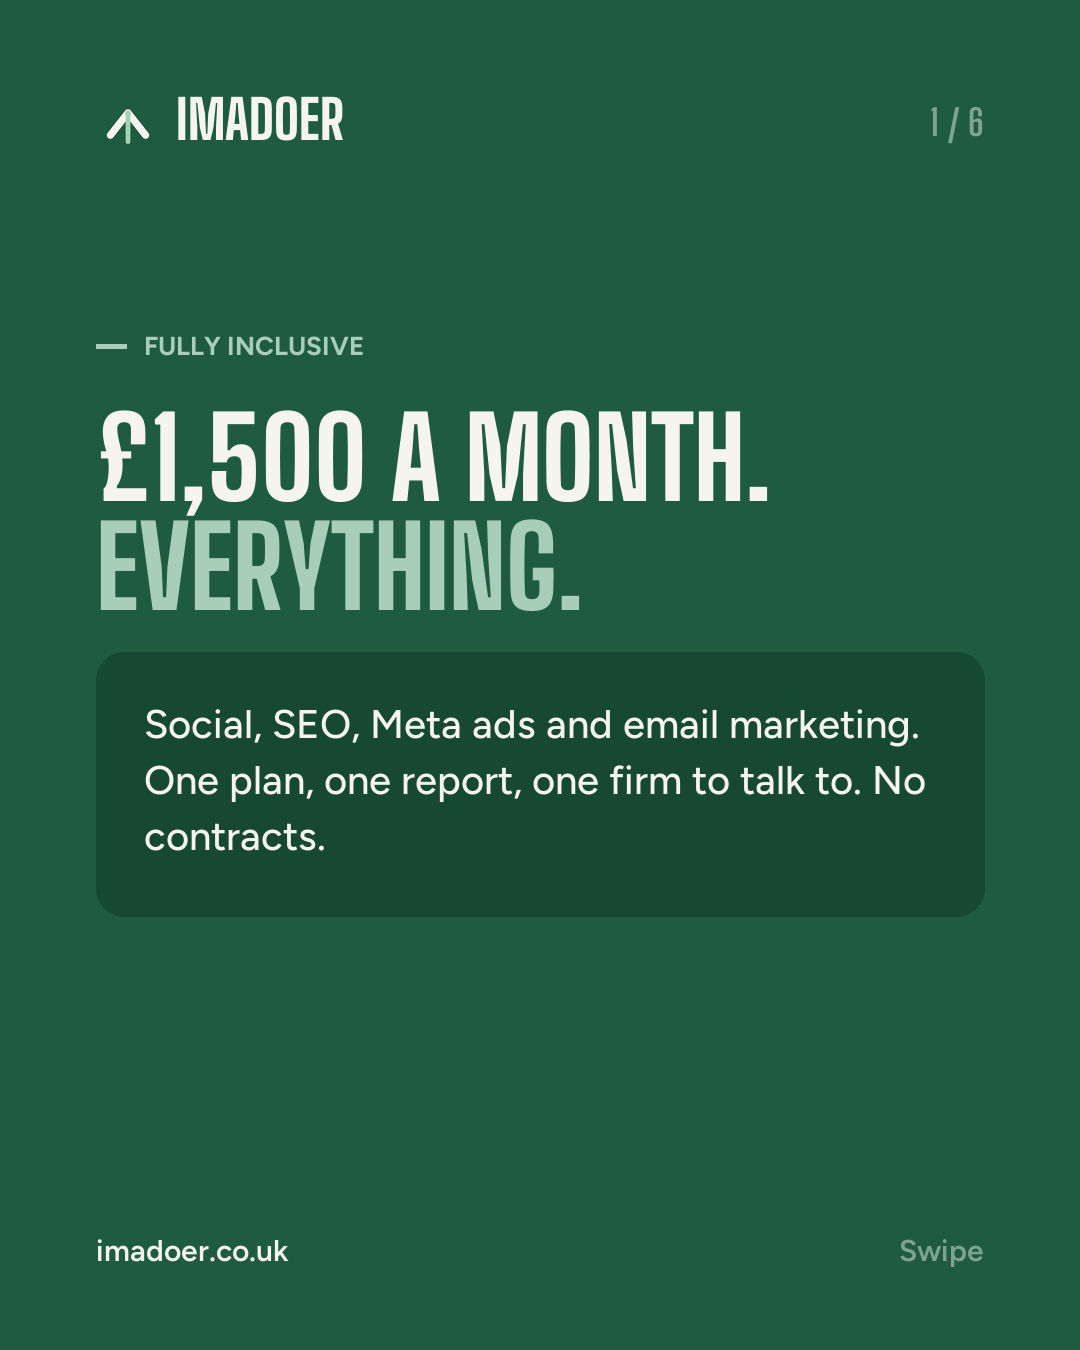 IMADOER
1 / 6
FULLY INCLUSIVE
£1,500 A MONTH.
EVERYTHING.
Social, SEO, Meta ads and email marketing.
One plan, one report, one firm to talk to. No
contracts.
imadoer.co.uk
Swipe